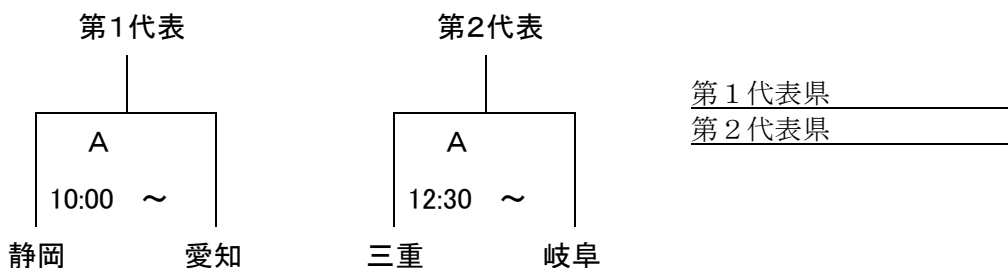 第1代表 第2代表
第１代表県
第２代表県
A A
10:00 ～ 12:30 ～
静岡 愛知 三重 岐阜